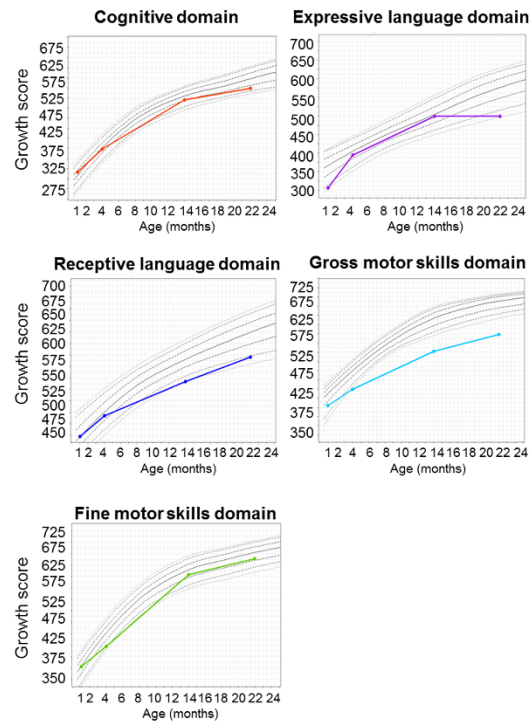 Cognitive domain
Growth score
675
625
575
525
475
425
375
325
275
1 2 4 6 8 10 12 14 16 18 20 22 24
Age (months)
Expressive language domain
700
650
600
550
500
450
400
350
300
1 2 4 6 8 10 12 14 16 18 20 22 24
Age (months)
Receptive language domain
Growth score
700
675
650
600
575
550
525
500
475
450
1 2 4 6 8 10 12 14 16 18 20 22 24
Age (months)
Gross motor skills domain
725
675
625
575
525
475
425
375
350
1 2 4 6 8 10 12 14 16 18 20 22 24
Age (months)
Fine motor skills domain
Growth score
725
675
625
575
525
475
425
375
350
1 2 4 6 8 10 12 14 16 18 20 22 24
Age (months)